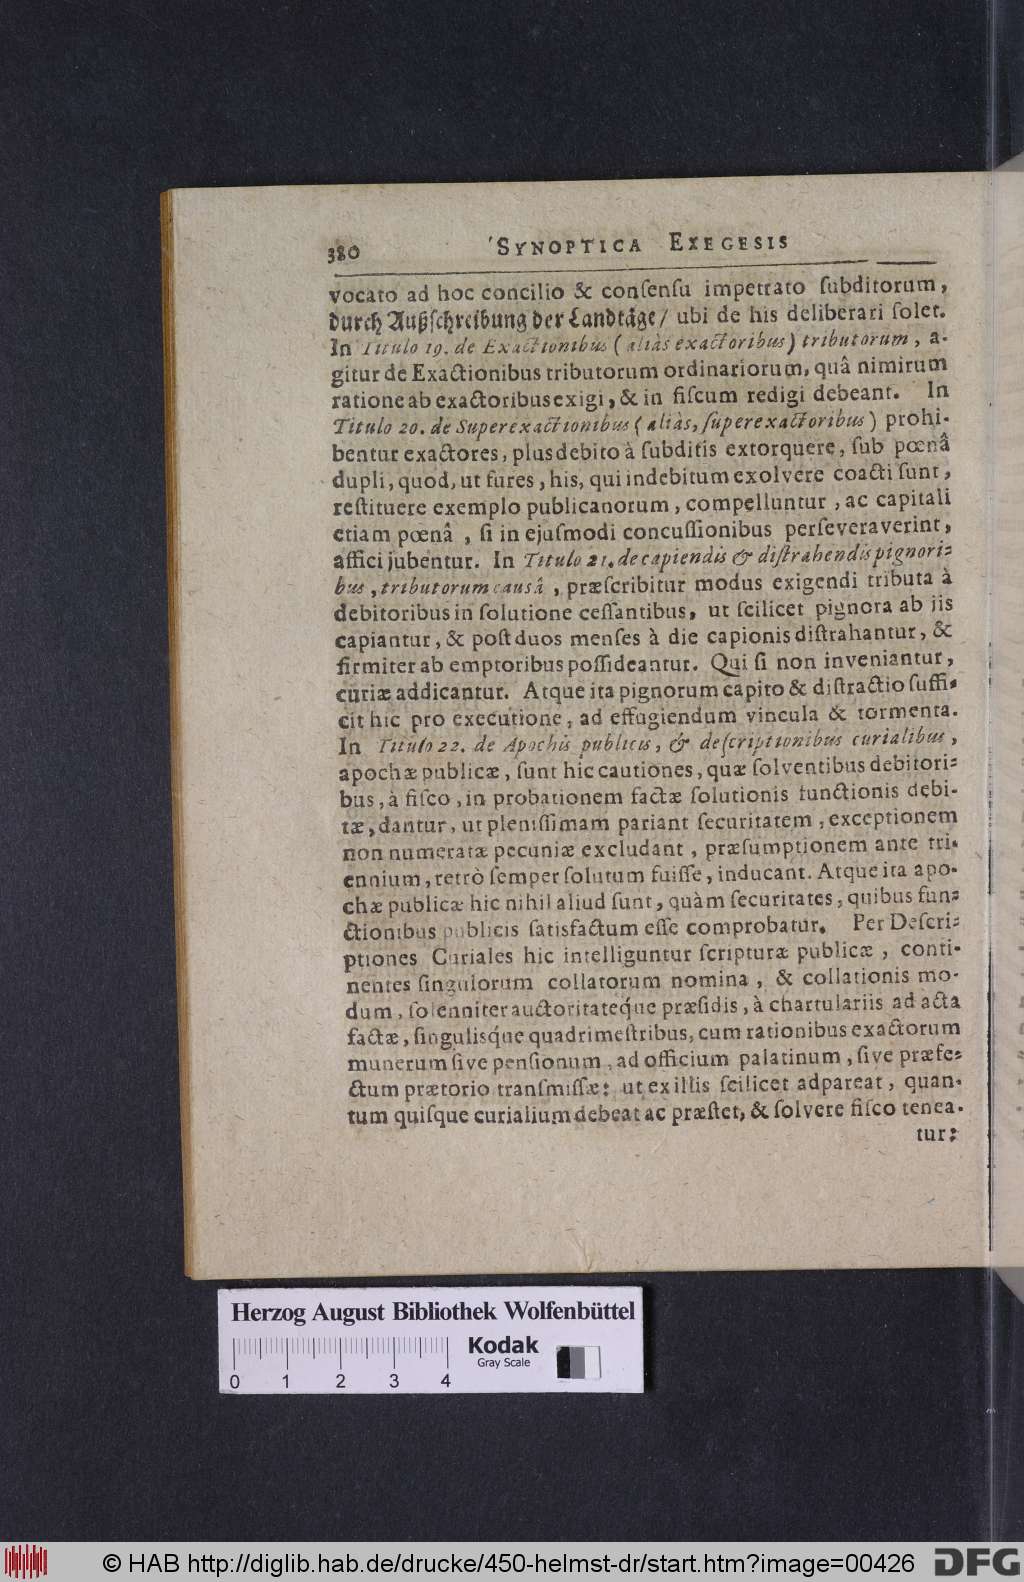 380 SYNOPTICA EXEGESIS
vocato ad hoc concilio & conſenſu impetrato ſubditorum,
durch Außſchreibung der Landtäge/ ubi de his deliberari ſolet.
In Titulo 19. de Exactionibus (aliàs exactoribus) tributorum, a-
gitur de Exactionibus tributorum ordinariorum, quâ nimirum
ratione ab exactoribus exigi, & in fiſcum redigi debeant. In
Titulo 20. de Superexactionibus (aliàs, ſuperexactoribus) prohi-
bentur exactores, plus debito à ſubditis extorquere, ſub pœnâ
dupli, quod, ut fures, his, qui indebitum exolvere coacti ſunt,
reſtituere exemplo publicanorum, compelluntur, ac capitali
etiam pœnâ, ſi in ejuſmodi concuſſionibus perſeveraverint,
affici jubentur. In Titulo 21. de capiendis & diſtrahendis pignori-
bus, tributorum causâ, præſcribitur modus exigendi tributa à
debitoribus in ſolutione ceſſantibus, ut ſcilicet pignora ab iis
capiantur, & poſt duos menſes à die capionis diſtrahantur, &
firmiter ab emptoribus poſſideantur. Qui ſi non inveniantur,
curiæ addicantur. Atque ita pignorum capito & diſtractio ſuffi-
cit hic pro executione, ad effugiendum vincula & tormenta.
In Titulo 22. de Apochis publicis, & deſcriptionibus curialibus,
apochæ publicæ, ſunt hic cautiones, quæ ſolventibus debitori-
bus, à fiſco, in probationem factæ ſolutionis functionis debi-
tæ, dantur, ut pleniſſimam pariant ſecuritatem, exceptionem
non numeratæ pecuniæ excludant, præſumptionem ante tri-
ennium, retrò ſemper ſolutum fuiſſe, inducant. Atque ita apo-
chæ publicæ hic nihil aliud ſunt, quàm ſecuritates, quibus fun-
ctionibus publicis ſatisfactum eſſe comprobatur. Per Deſcri-
ptiones Curiales hic intelliguntur ſcripturæ publicæ, conti-
nentes ſingulorum collatorum nomina, & collationis mo-
dum, ſolenniter auctoritateq́ue præſidis, à chartulariis ad acta
factæ, ſingulisq́ue quadrimeſtribus, cum rationibus exactorum
munerum ſive penſionum, ad officium palatinum, ſive præfe-
ctum prætorio transmiſſæ: ut ex illis ſcilicet adpareat, quan-
tum quiſque curialium debeat ac præſtet, & ſolvere fiſco tenea-
tur:
Herzog August Bibliothek Wolfenbüttel
Kodak
Gray Scale
0 1 2 3 4
© HAB http://diglib.hab.de/drucke/450-helmst-dr/start.htm?image=00426 DFG